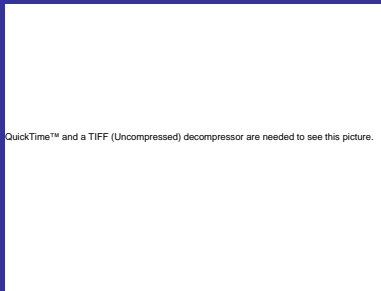 QuickTime™ and a TIFF (Uncompressed) decompressor are needed to see this picture.